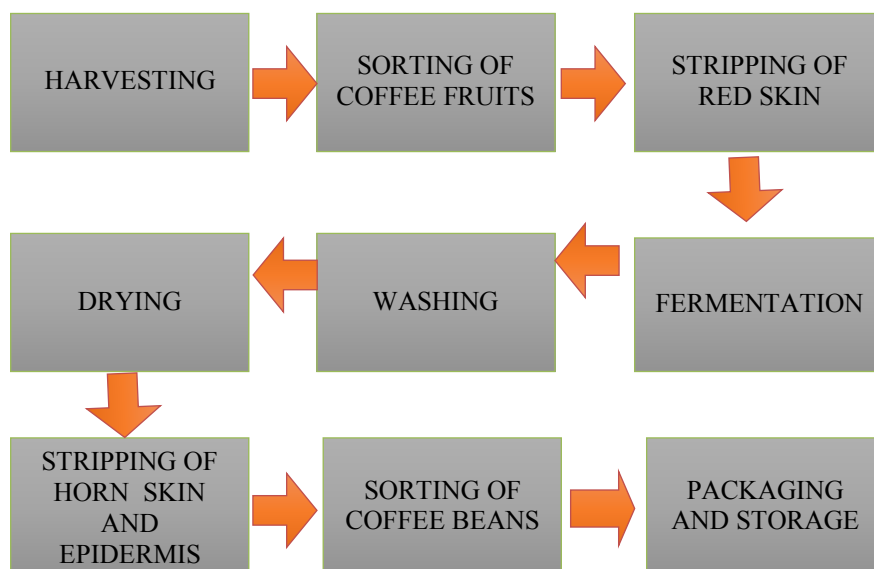 HARVESTING
SORTING OF
COFFEE FRUITS
STRIPPING OF
RED SKIN
FERMENTATION
WASHING
DRYING
STRIPPING OF
HORN SKIN
AND
EPIDERMIS
SORTING OF
COFFEE BEANS
PACKAGING
AND STORAGE